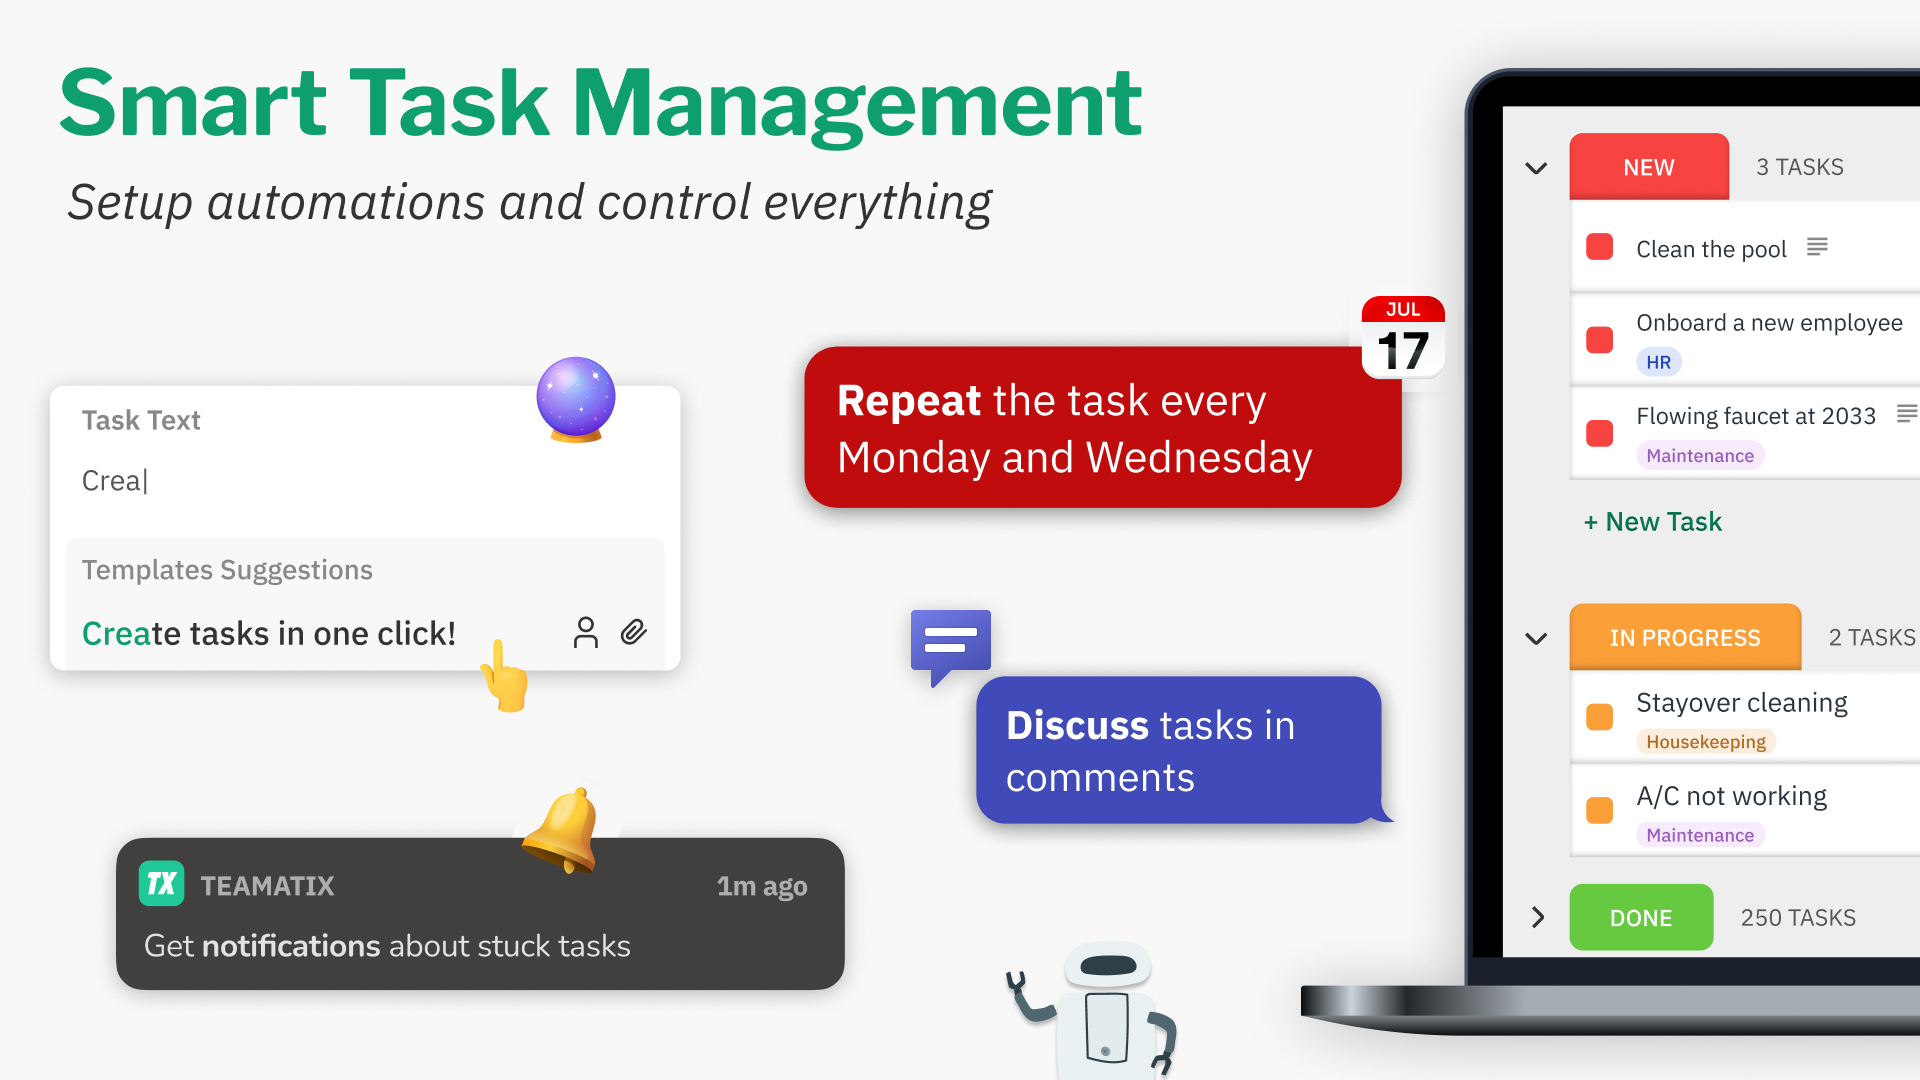 Smart Task Management
Setup automations and control everything
Task Text
Crea|
Templates Suggestions
Create tasks in one click!
JUL
17
Repeat the task every
Monday and Wednesday
Discuss tasks in
comments
TX TEAMATIX 1m ago
Get notifications about stuck tasks
NEW 3 TASKS
Clean the pool
Onboard a new employee
HR
Flowing faucet at 2033
Maintenance
+ New Task
IN PROGRESS 2 TASKS
Stayover cleaning
Housekeeping
A/C not working
Maintenance
DONE 250 TASKS